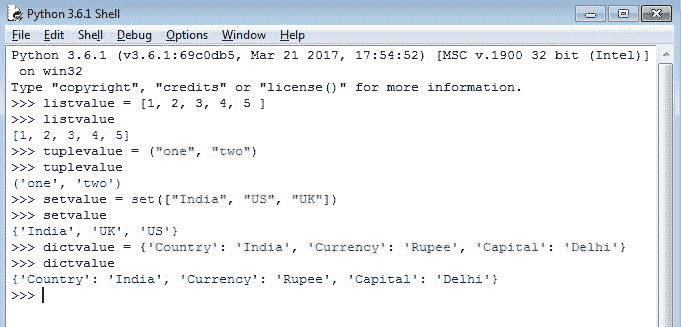 Python 3.6.1 Shell
File Edit Shell Debug Options Window Help
Python 3.6.1 (v3.6.1:69c0db5, Mar 21 2017, 17:54:52) [MSC v.1900 32 bit (Intel)]
on win32
Type "copyright", "credits" or "license()" for more information.
>>> listvalue = [1, 2, 3, 4, 5 ]
>>> listvalue
[1, 2, 3, 4, 5]
>>> tuplevalue = ("one", "two")
>>> tuplevalue
('one', 'two')
>>> setvalue = set(["India", "US", "UK"])
>>> setvalue
{'India', 'UK', 'US'}
>>> dictvalue = {'Country': 'India', 'Currency': 'Rupee', 'Capital': 'Delhi'}
>>> dictvalue
{'Country': 'India', 'Currency': 'Rupee', 'Capital': 'Delhi'}
>>>